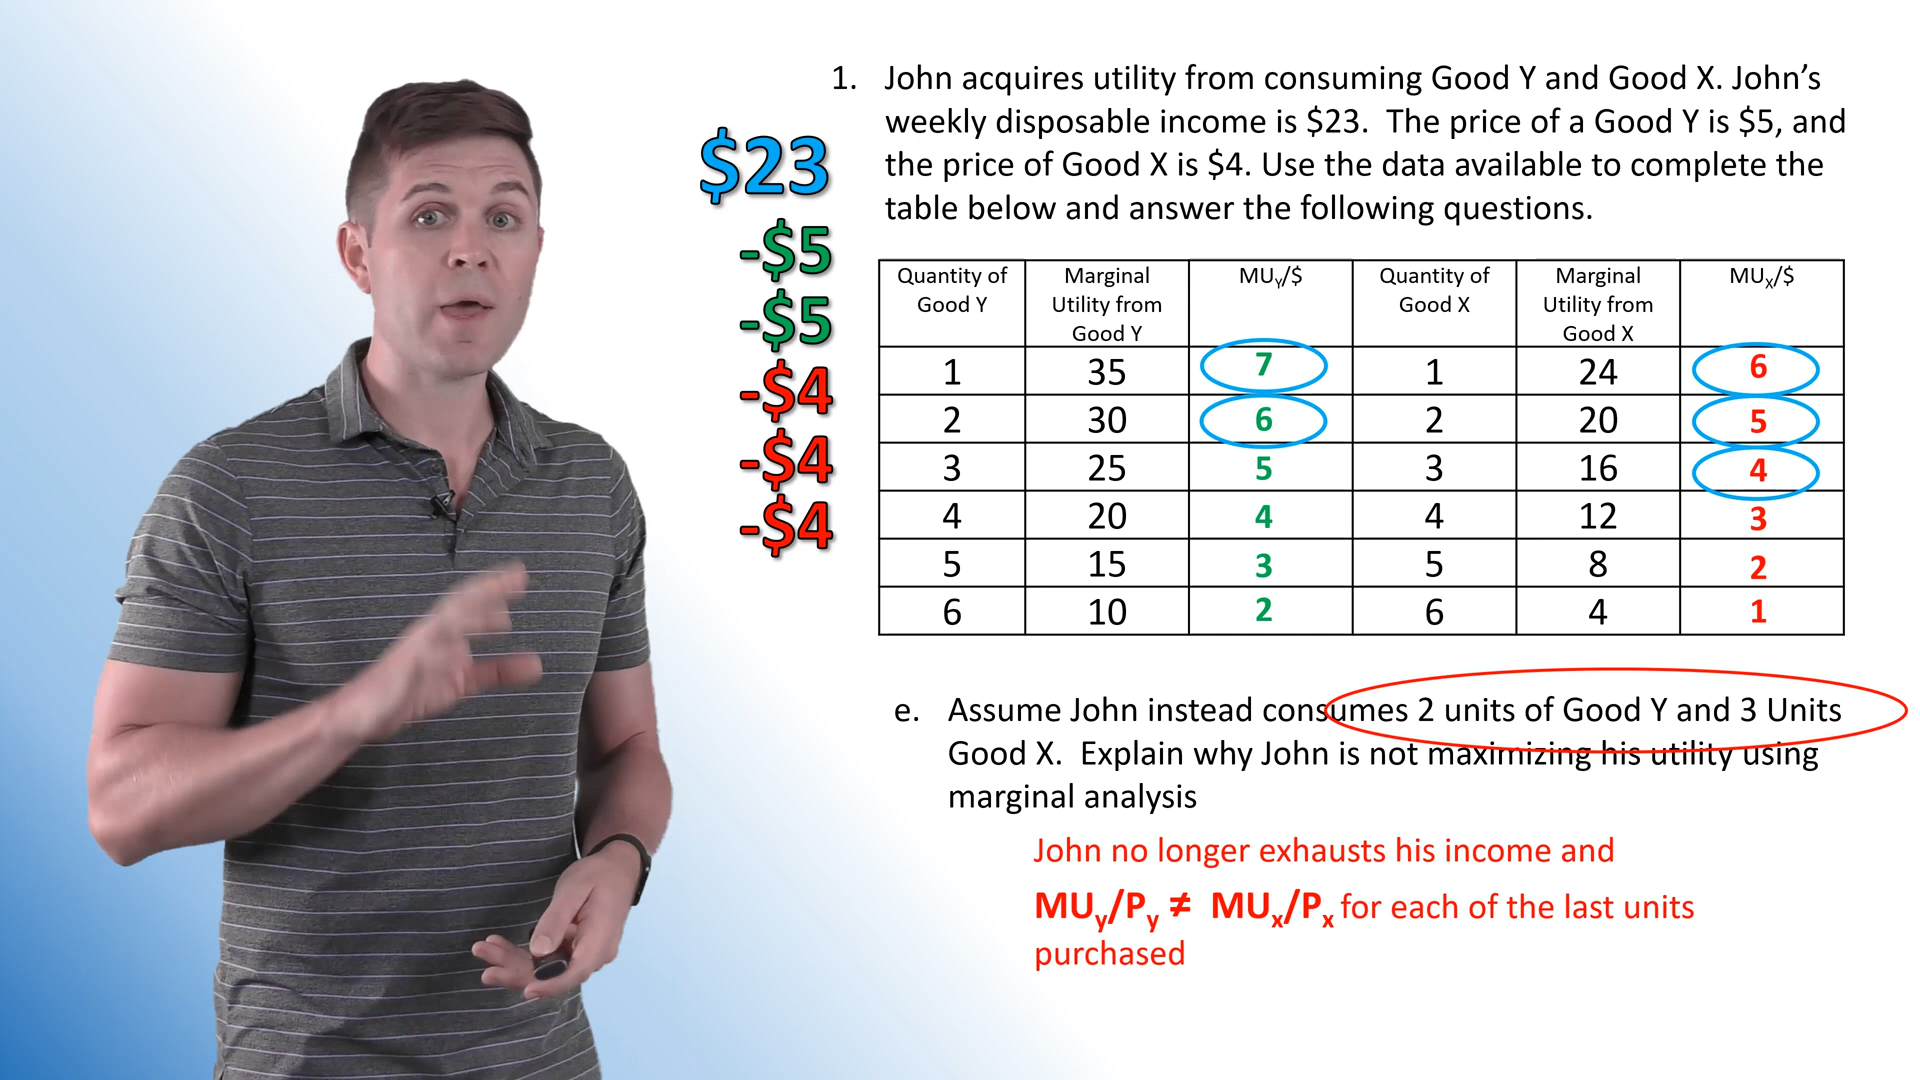 1. John acquires utility from consuming Good Y and Good X. John's
weekly disposable income is $23. The price of a Good Y is $5, and
the price of Good X is $4. Use the data available to complete the
table below and answer the following questions.
$23
-$5
-$5
-$4
-$4
-$4
Quantity of Good Y | Marginal Utility from Good Y | MUY/$ | Quantity of Good X | Marginal Utility from Good X | MUX/$
1 35 7 1 24 6
2 30 6 2 20 5
3 25 5 3 16 4
4 20 4 4 12 3
5 15 3 5 8 2
6 10 2 6 4 1
e. Assume John instead consumes 2 units of Good Y and 3 Units
Good X. Explain why John is not maximizing his utility using
marginal analysis
John no longer exhausts his income and
MUy/Py ≠ MUx/Px for each of the last units
purchased